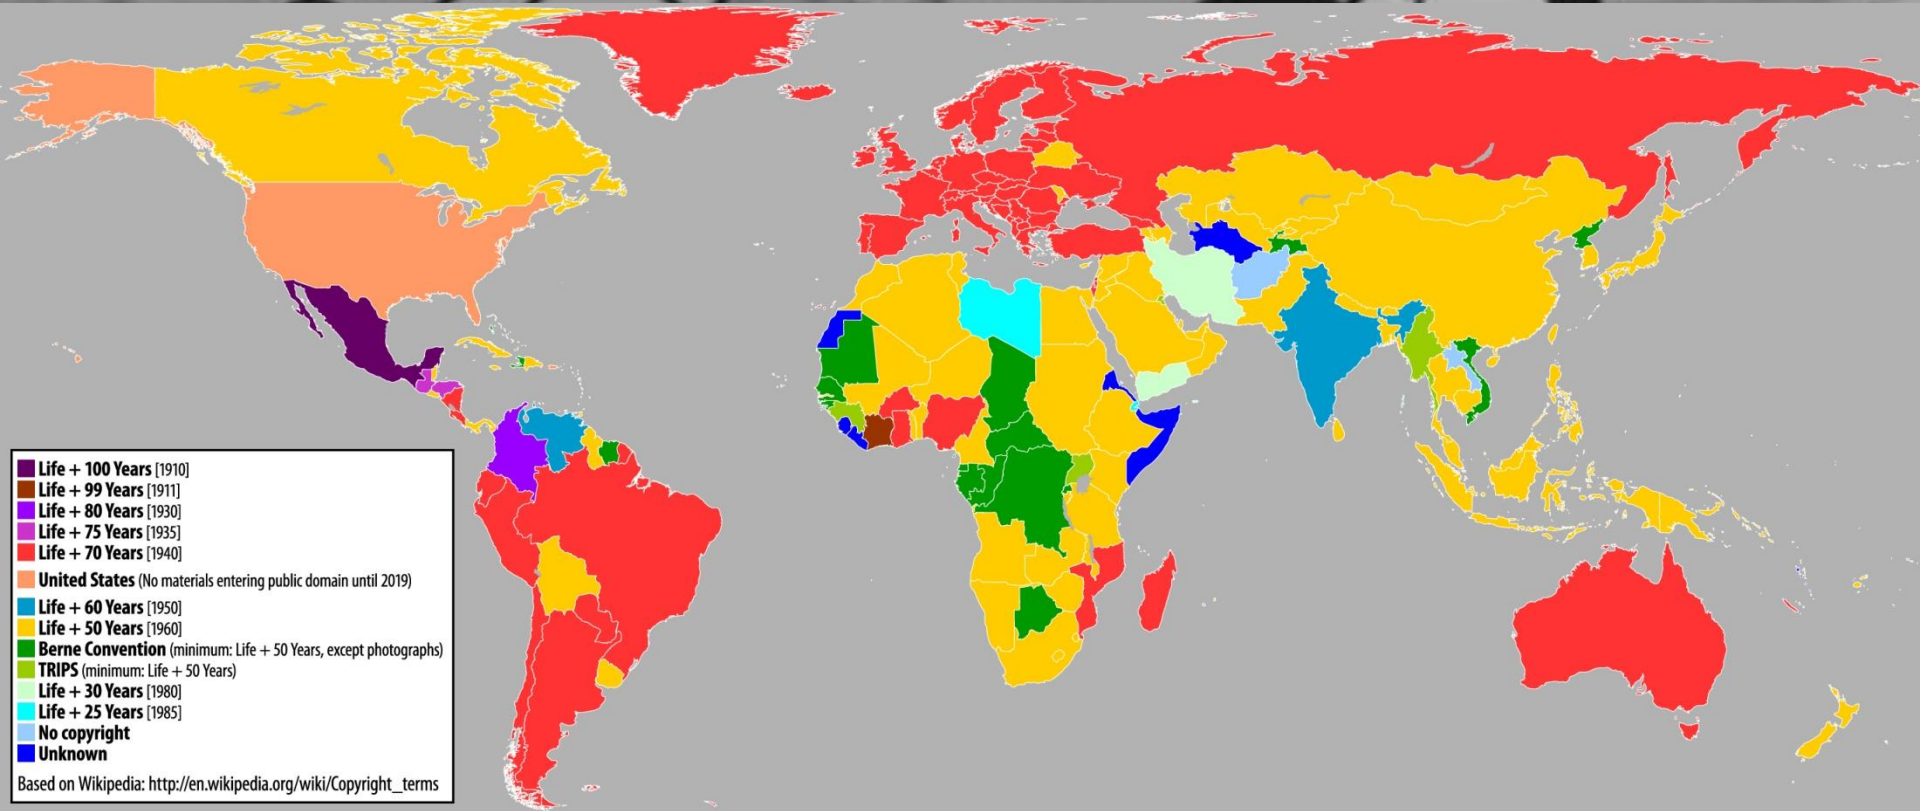 Life + 100 Years [1910]
Life + 99 Years [1911]
Life + 80 Years [1930]
Life + 75 Years [1935]
Life + 70 Years [1940]
United States (No materials entering public domain until 2019)
Life + 60 Years [1950]
Life + 50 Years [1960]
Berne Convention (minimum: Life + 50 Years, except photographs)
TRIPS (minimum: Life + 50 Years)
Life + 30 Years [1980]
Life + 25 Years [1985]
No copyright
Unknown
Based on Wikipedia: http://en.wikipedia.org/wiki/Copyright_terms